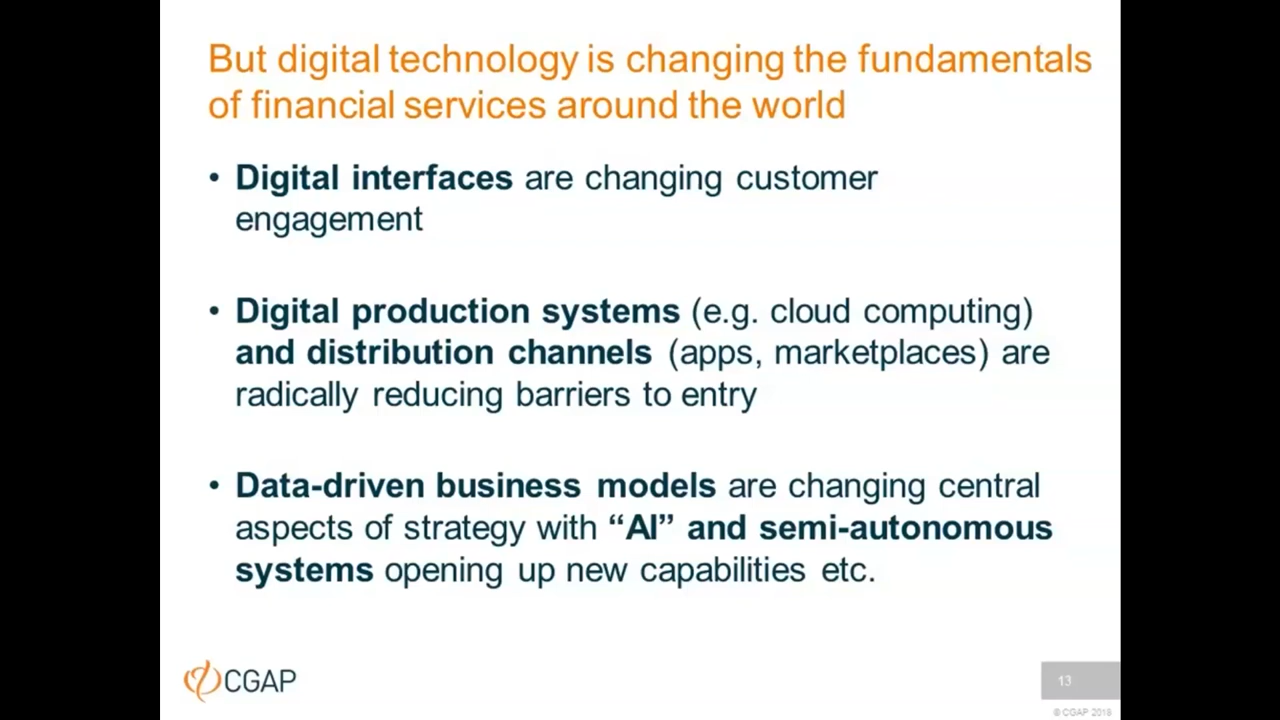 But digital technology is changing the fundamentals
of financial services around the world
• Digital interfaces are changing customer
engagement
• Digital production systems (e.g. cloud computing)
and distribution channels (apps, marketplaces) are
radically reducing barriers to entry
• Data-driven business models are changing central
aspects of strategy with “AI” and semi-autonomous
systems opening up new capabilities etc.
CGAP
13
© CGAP 2018